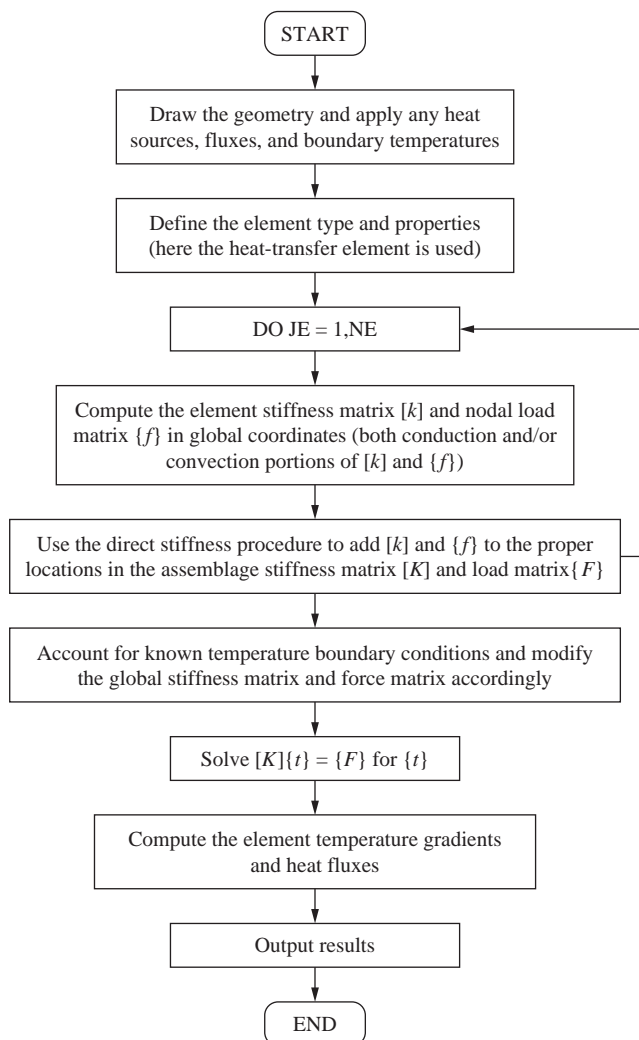 START
Draw the geometry and apply any heat
sources, fluxes, and boundary temperatures
Define the element type and properties
(here the heat-transfer element is used)
DO JE = 1,NE
Compute the element stiffness matrix [k] and nodal load
matrix {f} in global coordinates (both conduction and/or
convection portions of [k] and {f})
Use the direct stiffness procedure to add [k] and {f} to the proper
locations in the assemblage stiffness matrix [K] and load matrix{F}
Account for known temperature boundary conditions and modify
the global stiffness matrix and force matrix accordingly
Solve [K]{t} = {F} for {t}
Compute the element temperature gradients
and heat fluxes
Output results
END